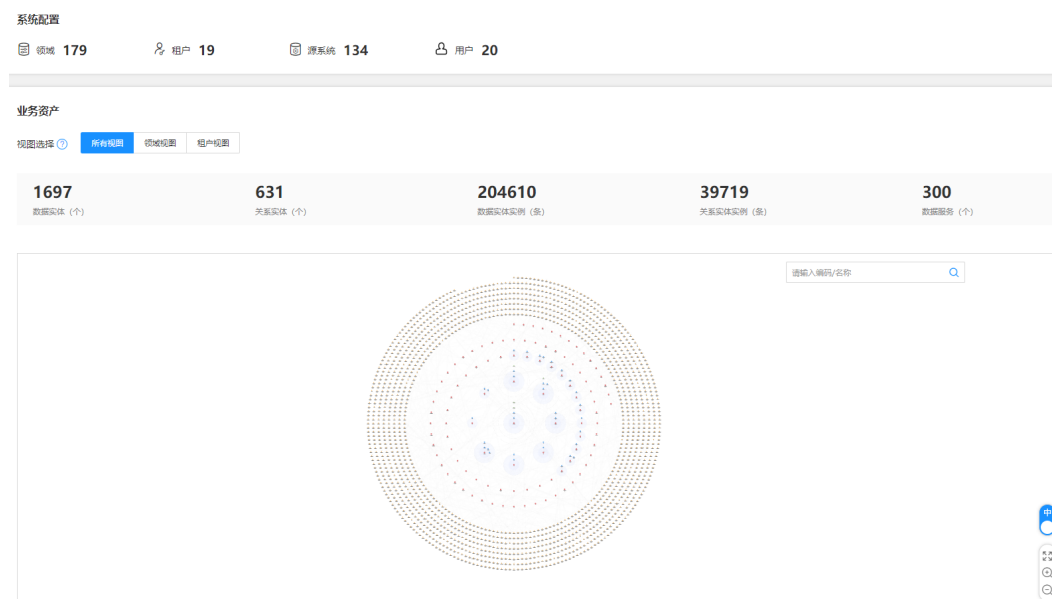 系统配置
领域 179 租户 19 源系统 134 用户 20
业务资产
视图选择 ? 所有视图 领域视图 租户视图
1697 631 204610 39719 300
数据实体（个） 关系实体（个） 数据实体实例（条） 关系实体实例（条） 数据服务（个）
请输入编码/名称
中